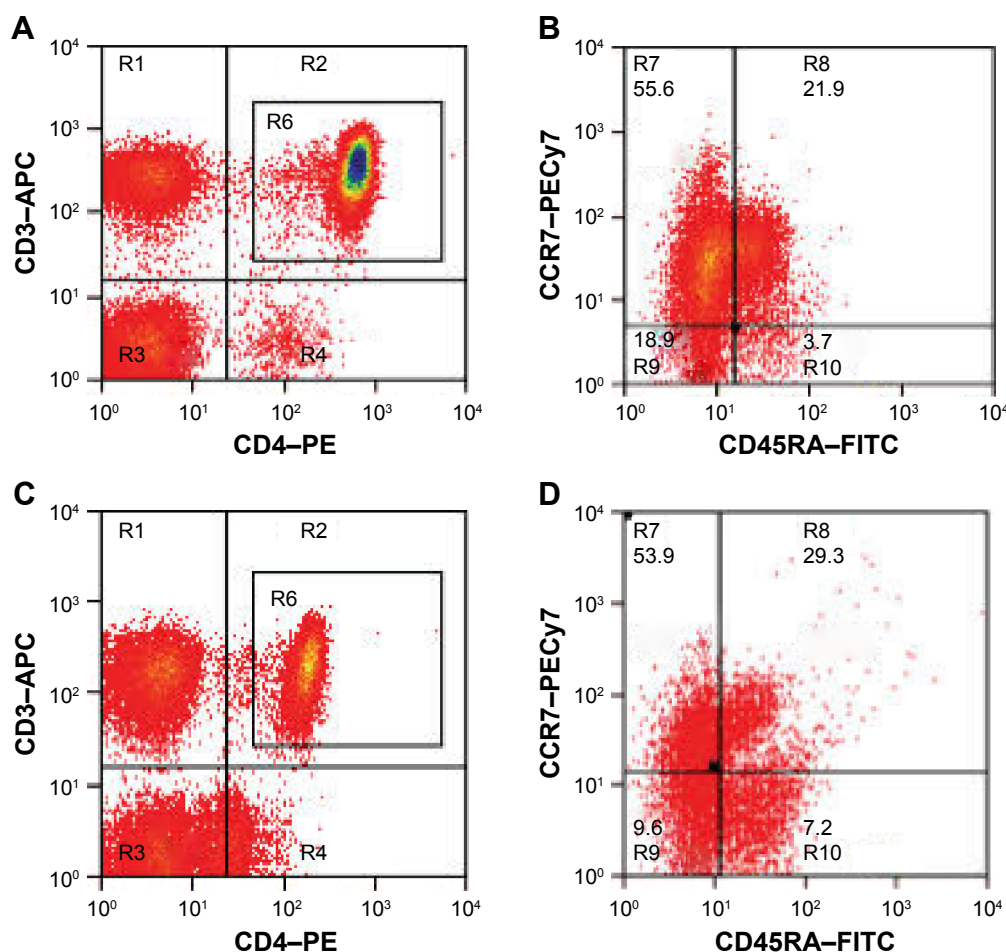 A
10⁴
10³
10²
10¹
10⁰
CD3–APC
R1
R2
R6
R3
R4
10⁰ 10¹ 10² 10³ 10⁴
CD4–PE
B
10⁴
10³
10²
10¹
10⁰
CCR7–PECy7
R7
55.6
R8
21.9
18.9
R9
3.7
R10
10⁰ 10¹ 10² 10³ 10⁴
CD45RA–FITC
C
10⁴
10³
10²
10¹
10⁰
CD3–APC
R1
R2
R6
R3
R4
10⁰ 10¹ 10² 10³ 10⁴
CD4–PE
D
10⁴
10³
10²
10¹
10⁰
CCR7–PECy7
R7
53.9
R8
29.3
9.6
R9
7.2
R10
10⁰ 10¹ 10² 10³ 10⁴
CD45RA–FITC